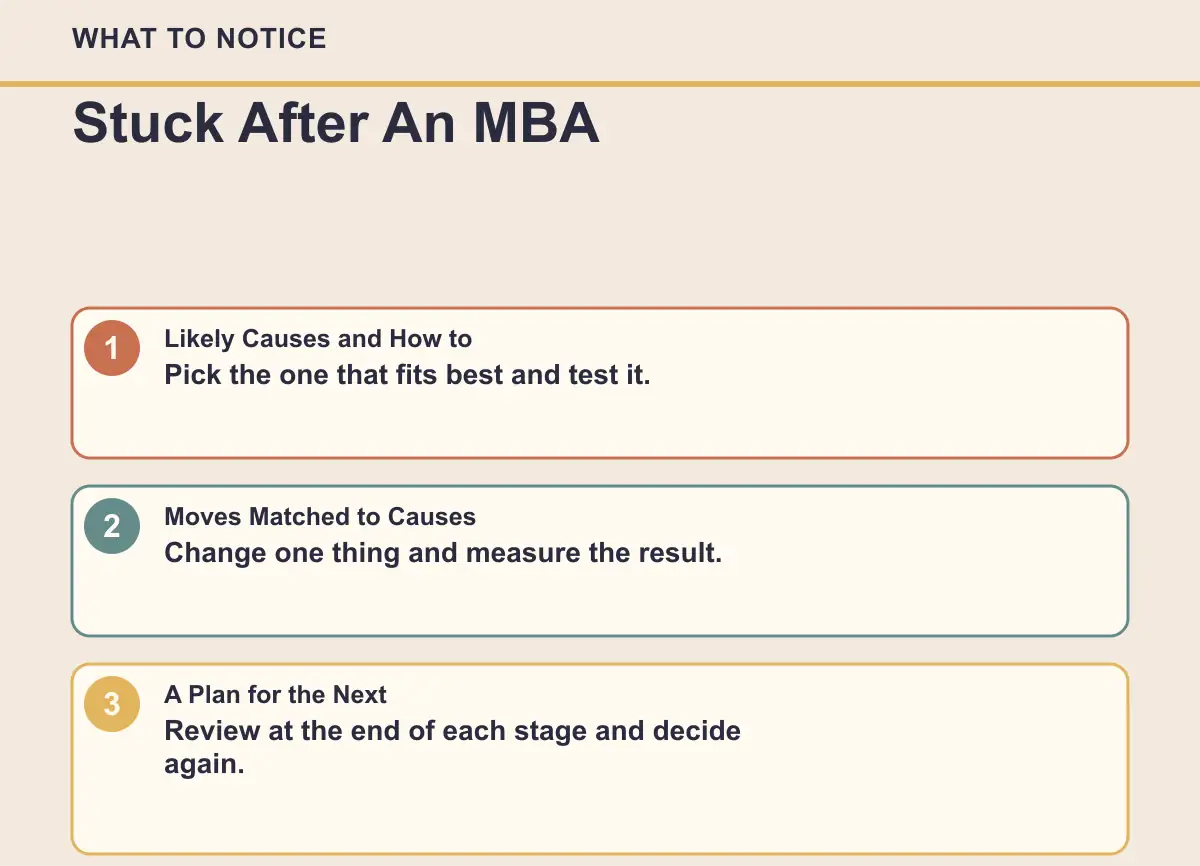 WHAT TO NOTICE
Stuck After An MBA
1
Likely Causes and How to
Pick the one that fits best and test it.
2
Moves Matched to Causes
Change one thing and measure the result.
3
A Plan for the Next
Review at the end of each stage and decide
again.